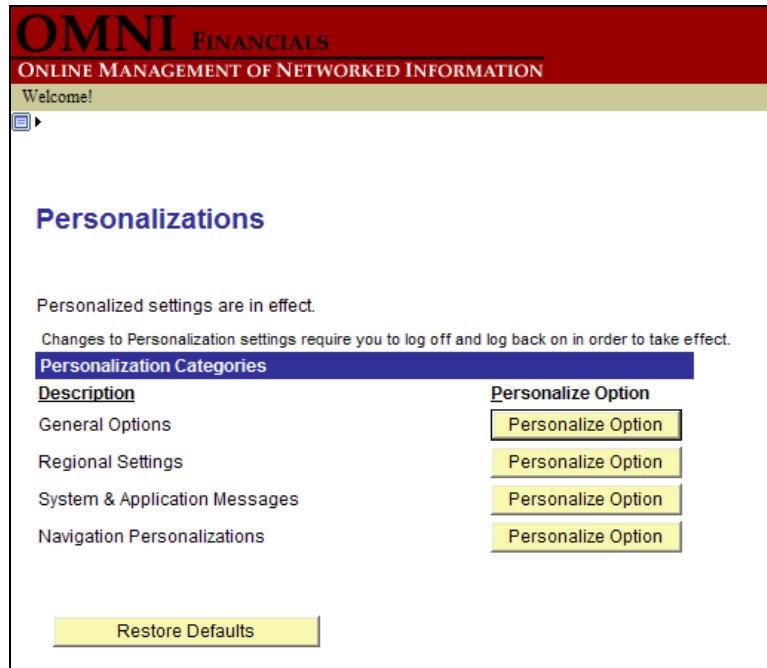 OMNI FINANCIALS
ONLINE MANAGEMENT OF NETWORKED INFORMATION
Welcome!
Personalizations
Personalized settings are in effect.
Changes to Personalization settings require you to log off and log back on in order to take effect.
Personalization Categories
Description Personalize Option
General Options Personalize Option
Regional Settings Personalize Option
System & Application Messages Personalize Option
Navigation Personalizations Personalize Option
Restore Defaults